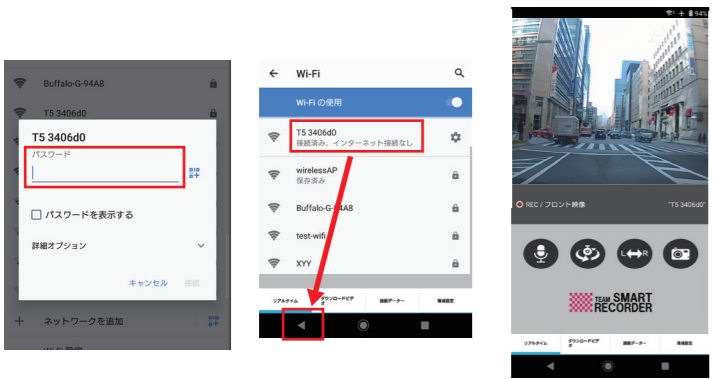 Buffalo-G-94A8
T5 3406d0
T5 3406d0
パスワード
パスワードを表示する
詳細オプション
キャンセル 接続
ネットワークを追加
Wi-Fi
Wi-Fi の使用
T5 3406d0
接続済み、インターネット接続なし
wirelessAP
保存済み
Buffalo-G-94A8
test-wifi
XYY
リアルタイム ダウンロードビデオ 動画データー 環境設定
94%
REC / フロント映像 "T5 3406d0"
L R
TEAM SMART
RECORDER
リアルタイム ダウンロードビデオ 動画データー 環境設定